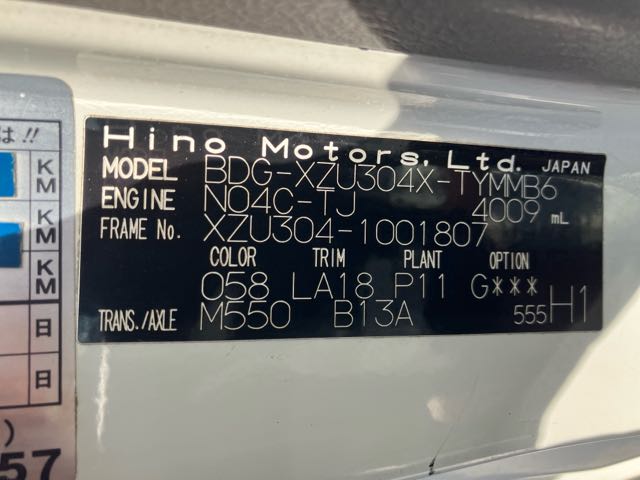 Hino Motors, Ltd. JAPAN
MODEL BDG-XZU304X-TYMMB6
ENGINE N04C-TJ 4009 mL
FRAME No. XZU304-1001807
COLOR TRIM PLANT OPTION
058 LA18 P11 G***
TRANS./AXLE M550 B13A 555H1
は!!
KM
KM
KM
日
日
)
57